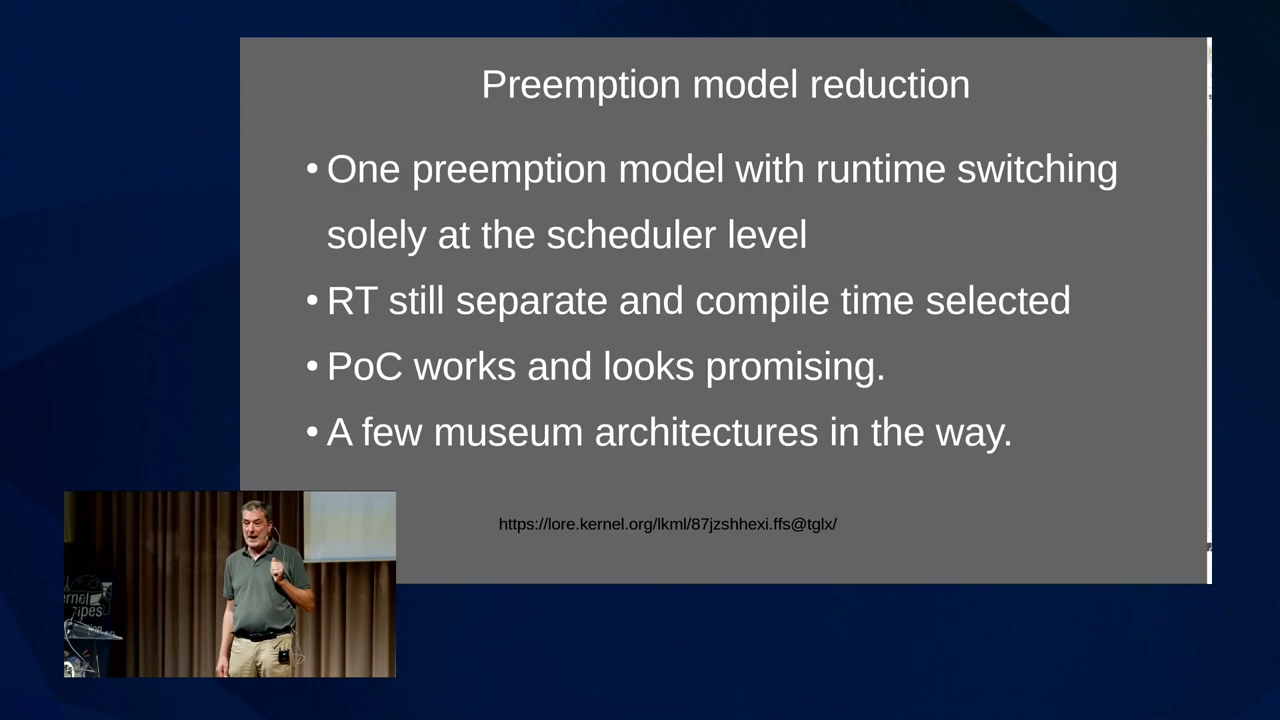 Preemption model reduction
• One preemption model with runtime switching
solely at the scheduler level
• RT still separate and compile time selected
• PoC works and looks promising.
• A few museum architectures in the way.
https://lore.kernel.org/lkml/87jzshhexi.ffs@tglx/
ernel
ipes